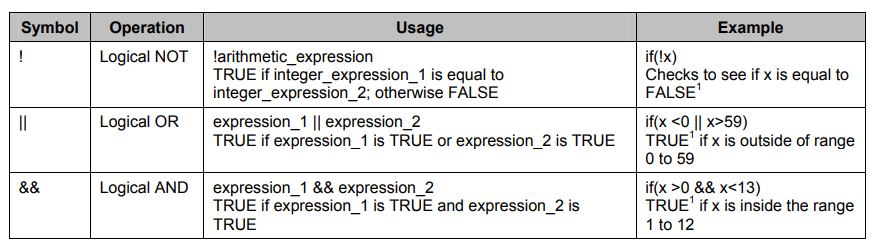 Symbol Operation Usage Example
! Logical NOT !arithmetic_expression if(!x)
TRUE if integer_expression_1 is equal to Checks to see if x is equal to
integer_expression_2; otherwise FALSE FALSE¹
|| Logical OR expression_1 || expression_2 if(x <0 || x>59)
TRUE if expression_1 is TRUE or expression_2 is TRUE TRUE¹ if x is outside of range
0 to 59
&& Logical AND expression_1 && expression_2 if(x >0 && x<13)
TRUE if expression_1 is TRUE and expression_2 is TRUE¹ if x is inside the range
TRUE 1 to 12